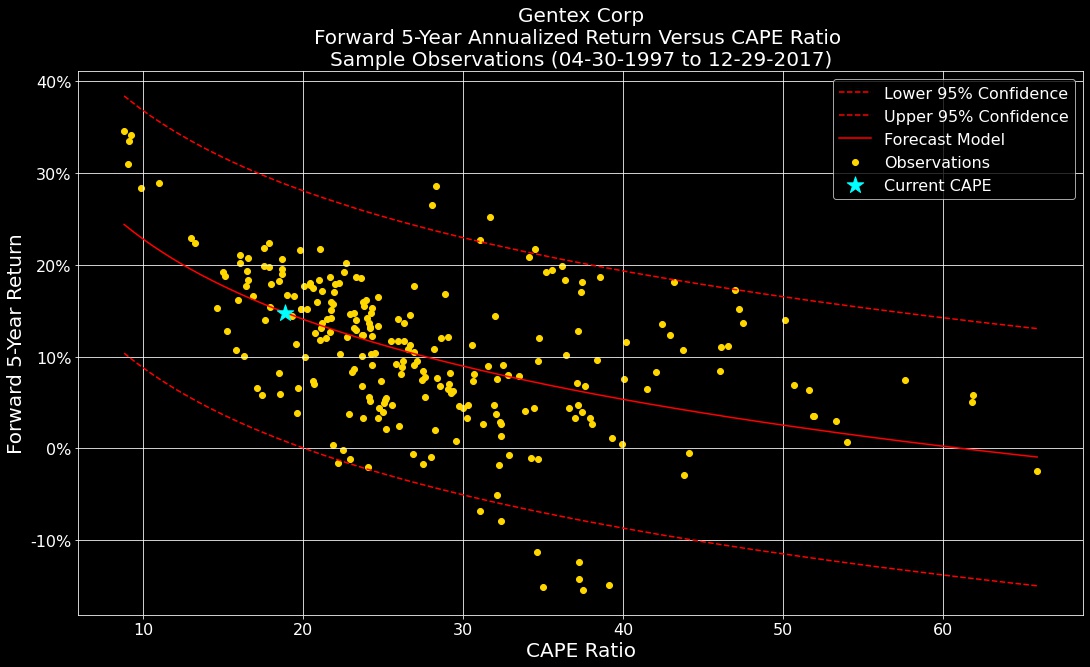 Gentex Corp
Forward 5-Year Annualized Return Versus CAPE Ratio
Sample Observations (04-30-1997 to 12-29-2017)
Lower 95% Confidence
Upper 95% Confidence
Forecast Model
Observations
Current CAPE
Forward 5-Year Return
40%
30%
20%
10%
0%
-10%
10 20 30 40 50 60
CAPE Ratio